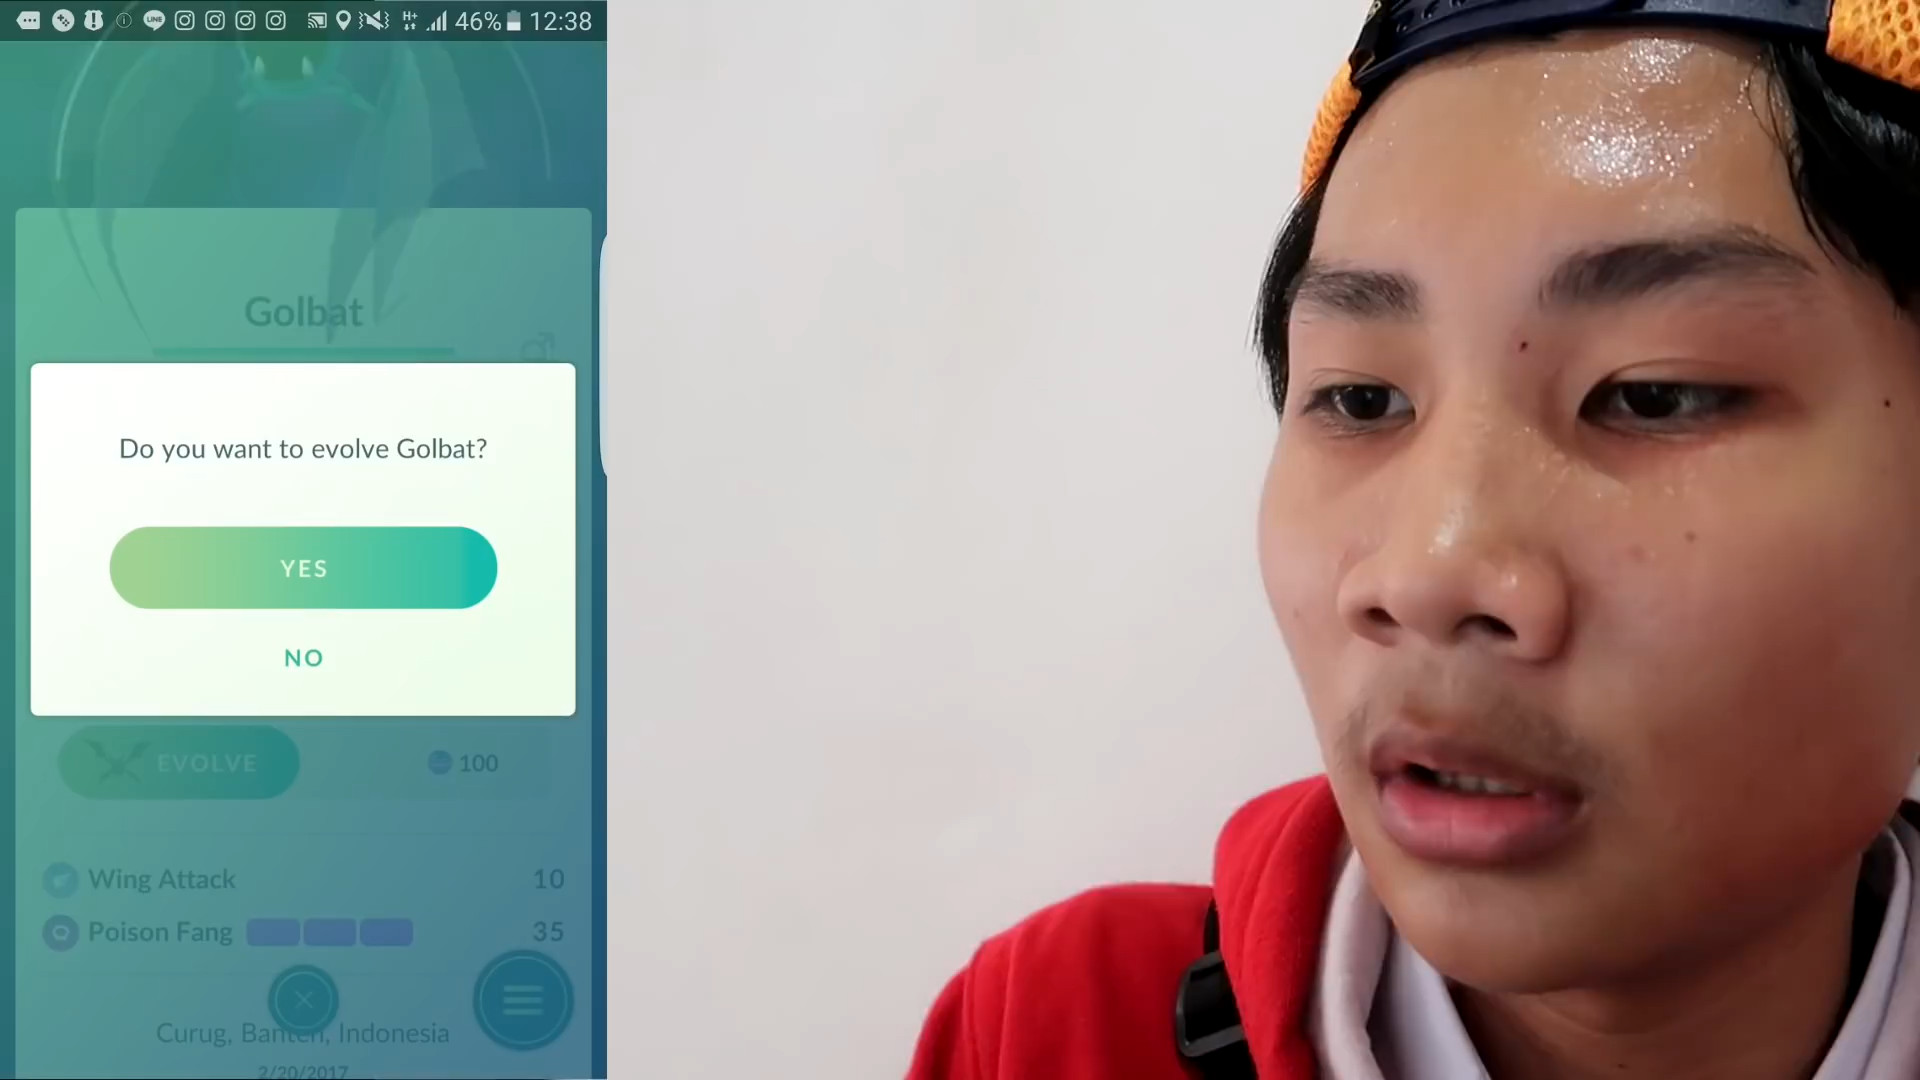 LINE 46% 12:38
Golbat
Do you want to evolve Golbat?
YES
NO
EVOLVE 100
Wing Attack 10
Poison Fang 35
Curug, Banten, Indonesia
2/20/2017